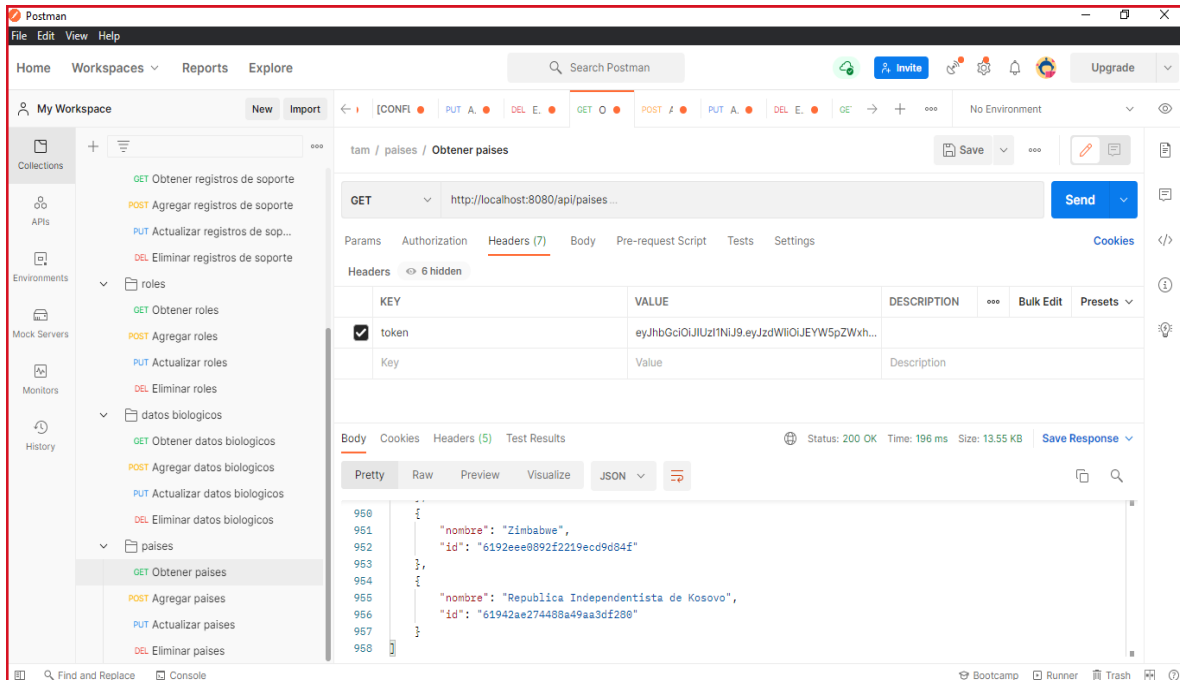 Postman
File Edit View Help
Home Workspaces Reports Explore Search Postman Invite Upgrade
My Workspace New Import [CONFL PUT A. DEL E. GET O POST A PUT A. DEL E. GET No Environment
Collections
APIs
Environments
Mock Servers
Monitors
History
GET Obtener registros de soporte
POST Agregar registros de soporte
PUT Actualizar registros de sop...
DEL Eliminar registros de soporte
roles
GET Obtener roles
POST Agregar roles
PUT Actualizar roles
DEL Eliminar roles
datos biologicos
GET Obtener datos biologicos
POST Agregar datos biologicos
PUT Actualizar datos biologicos
DEL Eliminar datos biologicos
paises
GET Obtener paises
POST Agregar paises
PUT Actualizar paises
DEL Eliminar paises
tam / paises / Obtener paises Save
GET http://localhost:8080/api/paises ... Send
Params Authorization Headers (7) Body Pre-request Script Tests Settings Cookies
Headers 6 hidden
KEY VALUE DESCRIPTION Bulk Edit Presets
token eyJhbGciOiJIUzI1NiJ9.eyJzdWIiOiJEYW5pZWxh...
Key Value Description
Body Cookies Headers (5) Test Results Status: 200 OK Time: 196 ms Size: 13.55 KB Save Response
Pretty Raw Preview Visualize JSON
950 {
951 "nombre": "Zimbabwe",
952 "id": "6192eee0892f2219ecd9d84f"
953 },
954 {
955 "nombre": "Republica Independentista de Kosovo",
956 "id": "61942ae274488a49aa3df280"
957 }
958 ]
Find and Replace Console Bootcamp Runner Trash